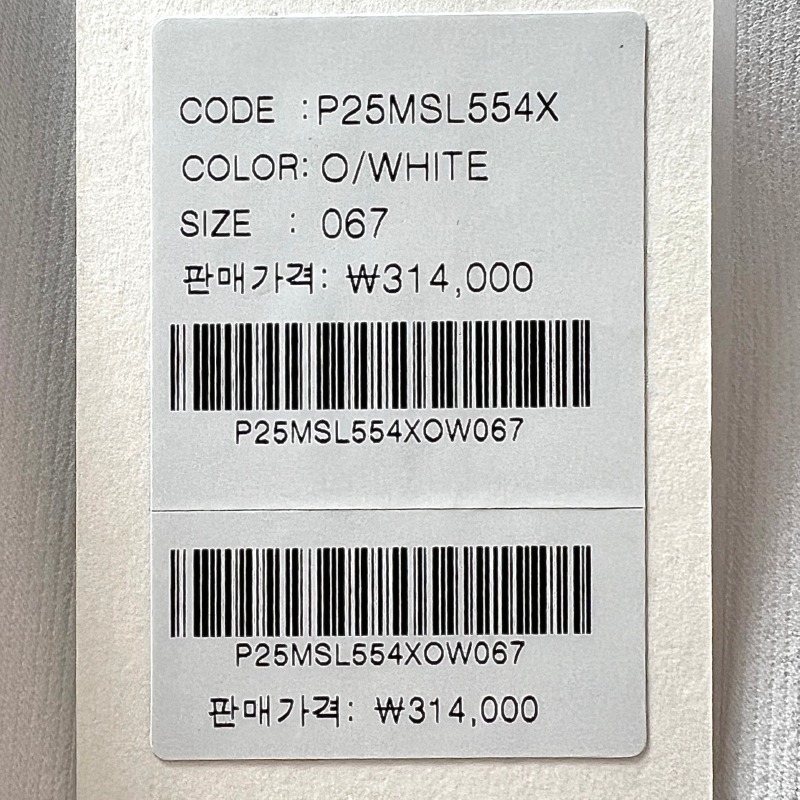 CODE : P25MSL554X
COLOR: O/WHITE
SIZE : 067
판매가격: ₩314,000
P25MSL554XOW067
P25MSL554XOW067
판매가격: ₩314,000